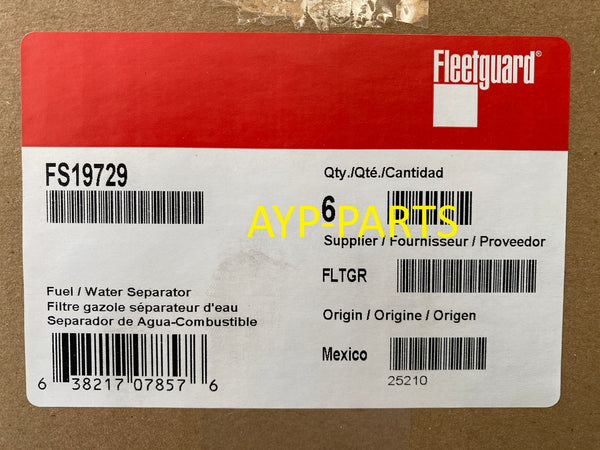 Fleetguard®
FS19729
Qty./Qté./Cantidad
6
AYP-PARTS
Supplier / Fournisseur / Proveedor
FLTGR
Fuel / Water Separator
Filtre gazole séparateur d'eau
Separador de Agua-Combustible
Origin / Origine / Origen
Mexico
25210
6 38217 07857 6